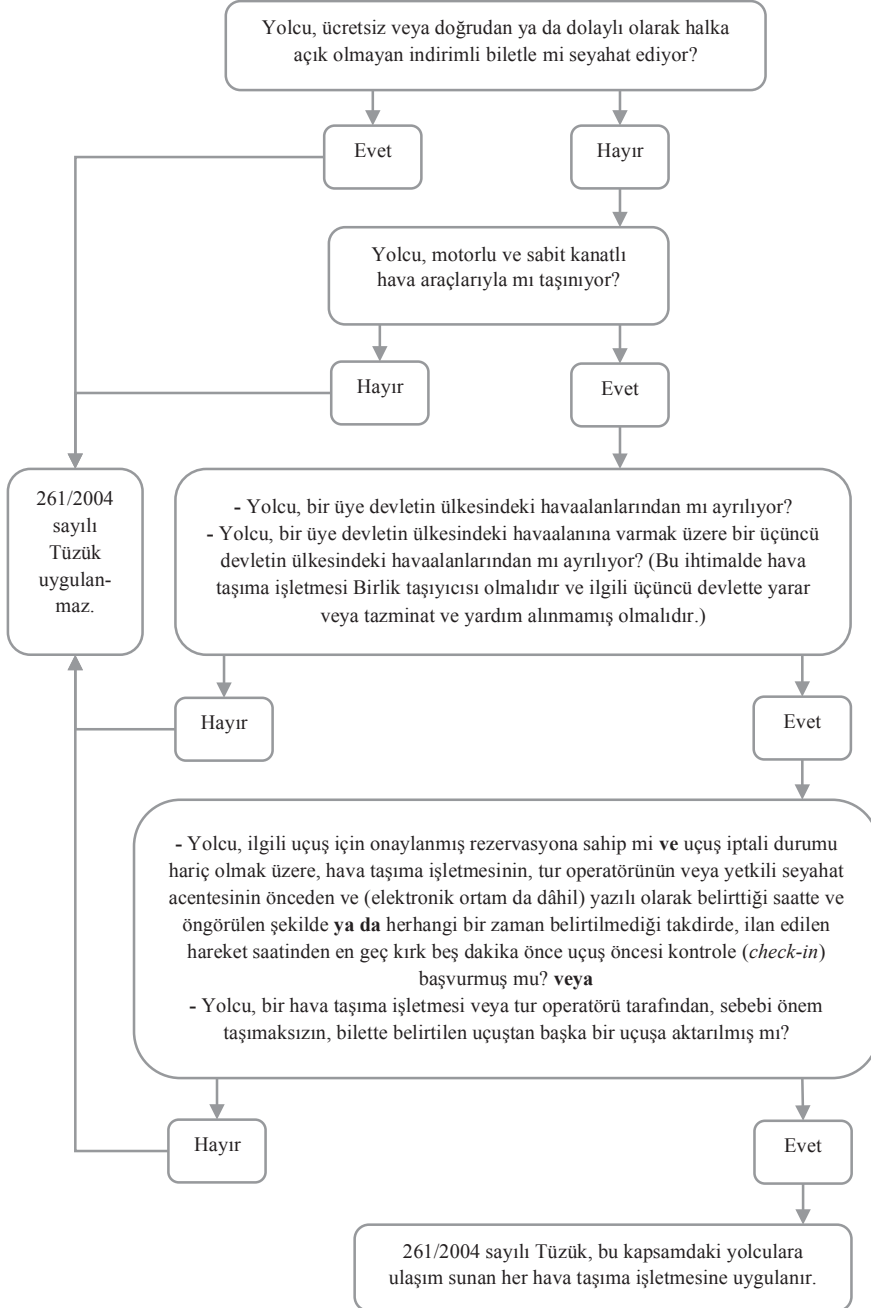 Yolcu, ücretsiz veya doğrudan ya da dolaylı olarak halka
açık olmayan indirimli biletle mi seyahat ediyor?
Evet
Hayır
Yolcu, motorlu ve sabit kanatlı
hava araçlarıyla mı taşınıyor?
Hayır
Evet
261/2004
sayılı
Tüzük
uygulan-
maz.
- Yolcu, bir üye devletin ülkesindeki havaalanlarından mı ayrılıyor?
- Yolcu, bir üye devletin ülkesindeki havaalanına varmak üzere bir üçüncü
devletin ülkesindeki havaalanlarından mı ayrılıyor? (Bu ihtimalde hava
taşıma işletmesi Birlik taşıyıcısı olmalıdır ve ilgili üçüncü devlette yarar
veya tazminat ve yardım alınmamış olmalıdır.)
Hayır
Evet
- Yolcu, ilgili uçuş için onaylanmış rezervasyona sahip mi ve uçuş iptali durumu
hariç olmak üzere, hava taşıma işletmesinin, tur operatörünün veya yetkili seyahat
acentesinin önceden ve (elektronik ortam da dâhil) yazılı olarak belirttiği saatte ve
öngörülen şekilde ya da herhangi bir zaman belirtilmediği takdirde, ilan edilen
hareket saatinden en geç kırk beş dakika önce uçuş öncesi kontrole (check-in)
başvurmuş mu? veya
- Yolcu, bir hava taşıma işletmesi veya tur operatörü tarafından, sebebi önem
taşımaksızın, bilette belirtilen uçuştan başka bir uçuşa aktarılmış mı?
Hayır
Evet
261/2004 sayılı Tüzük, bu kapsamdaki yolculara
ulaşım sunan her hava taşıma işletmesine uygulanır.